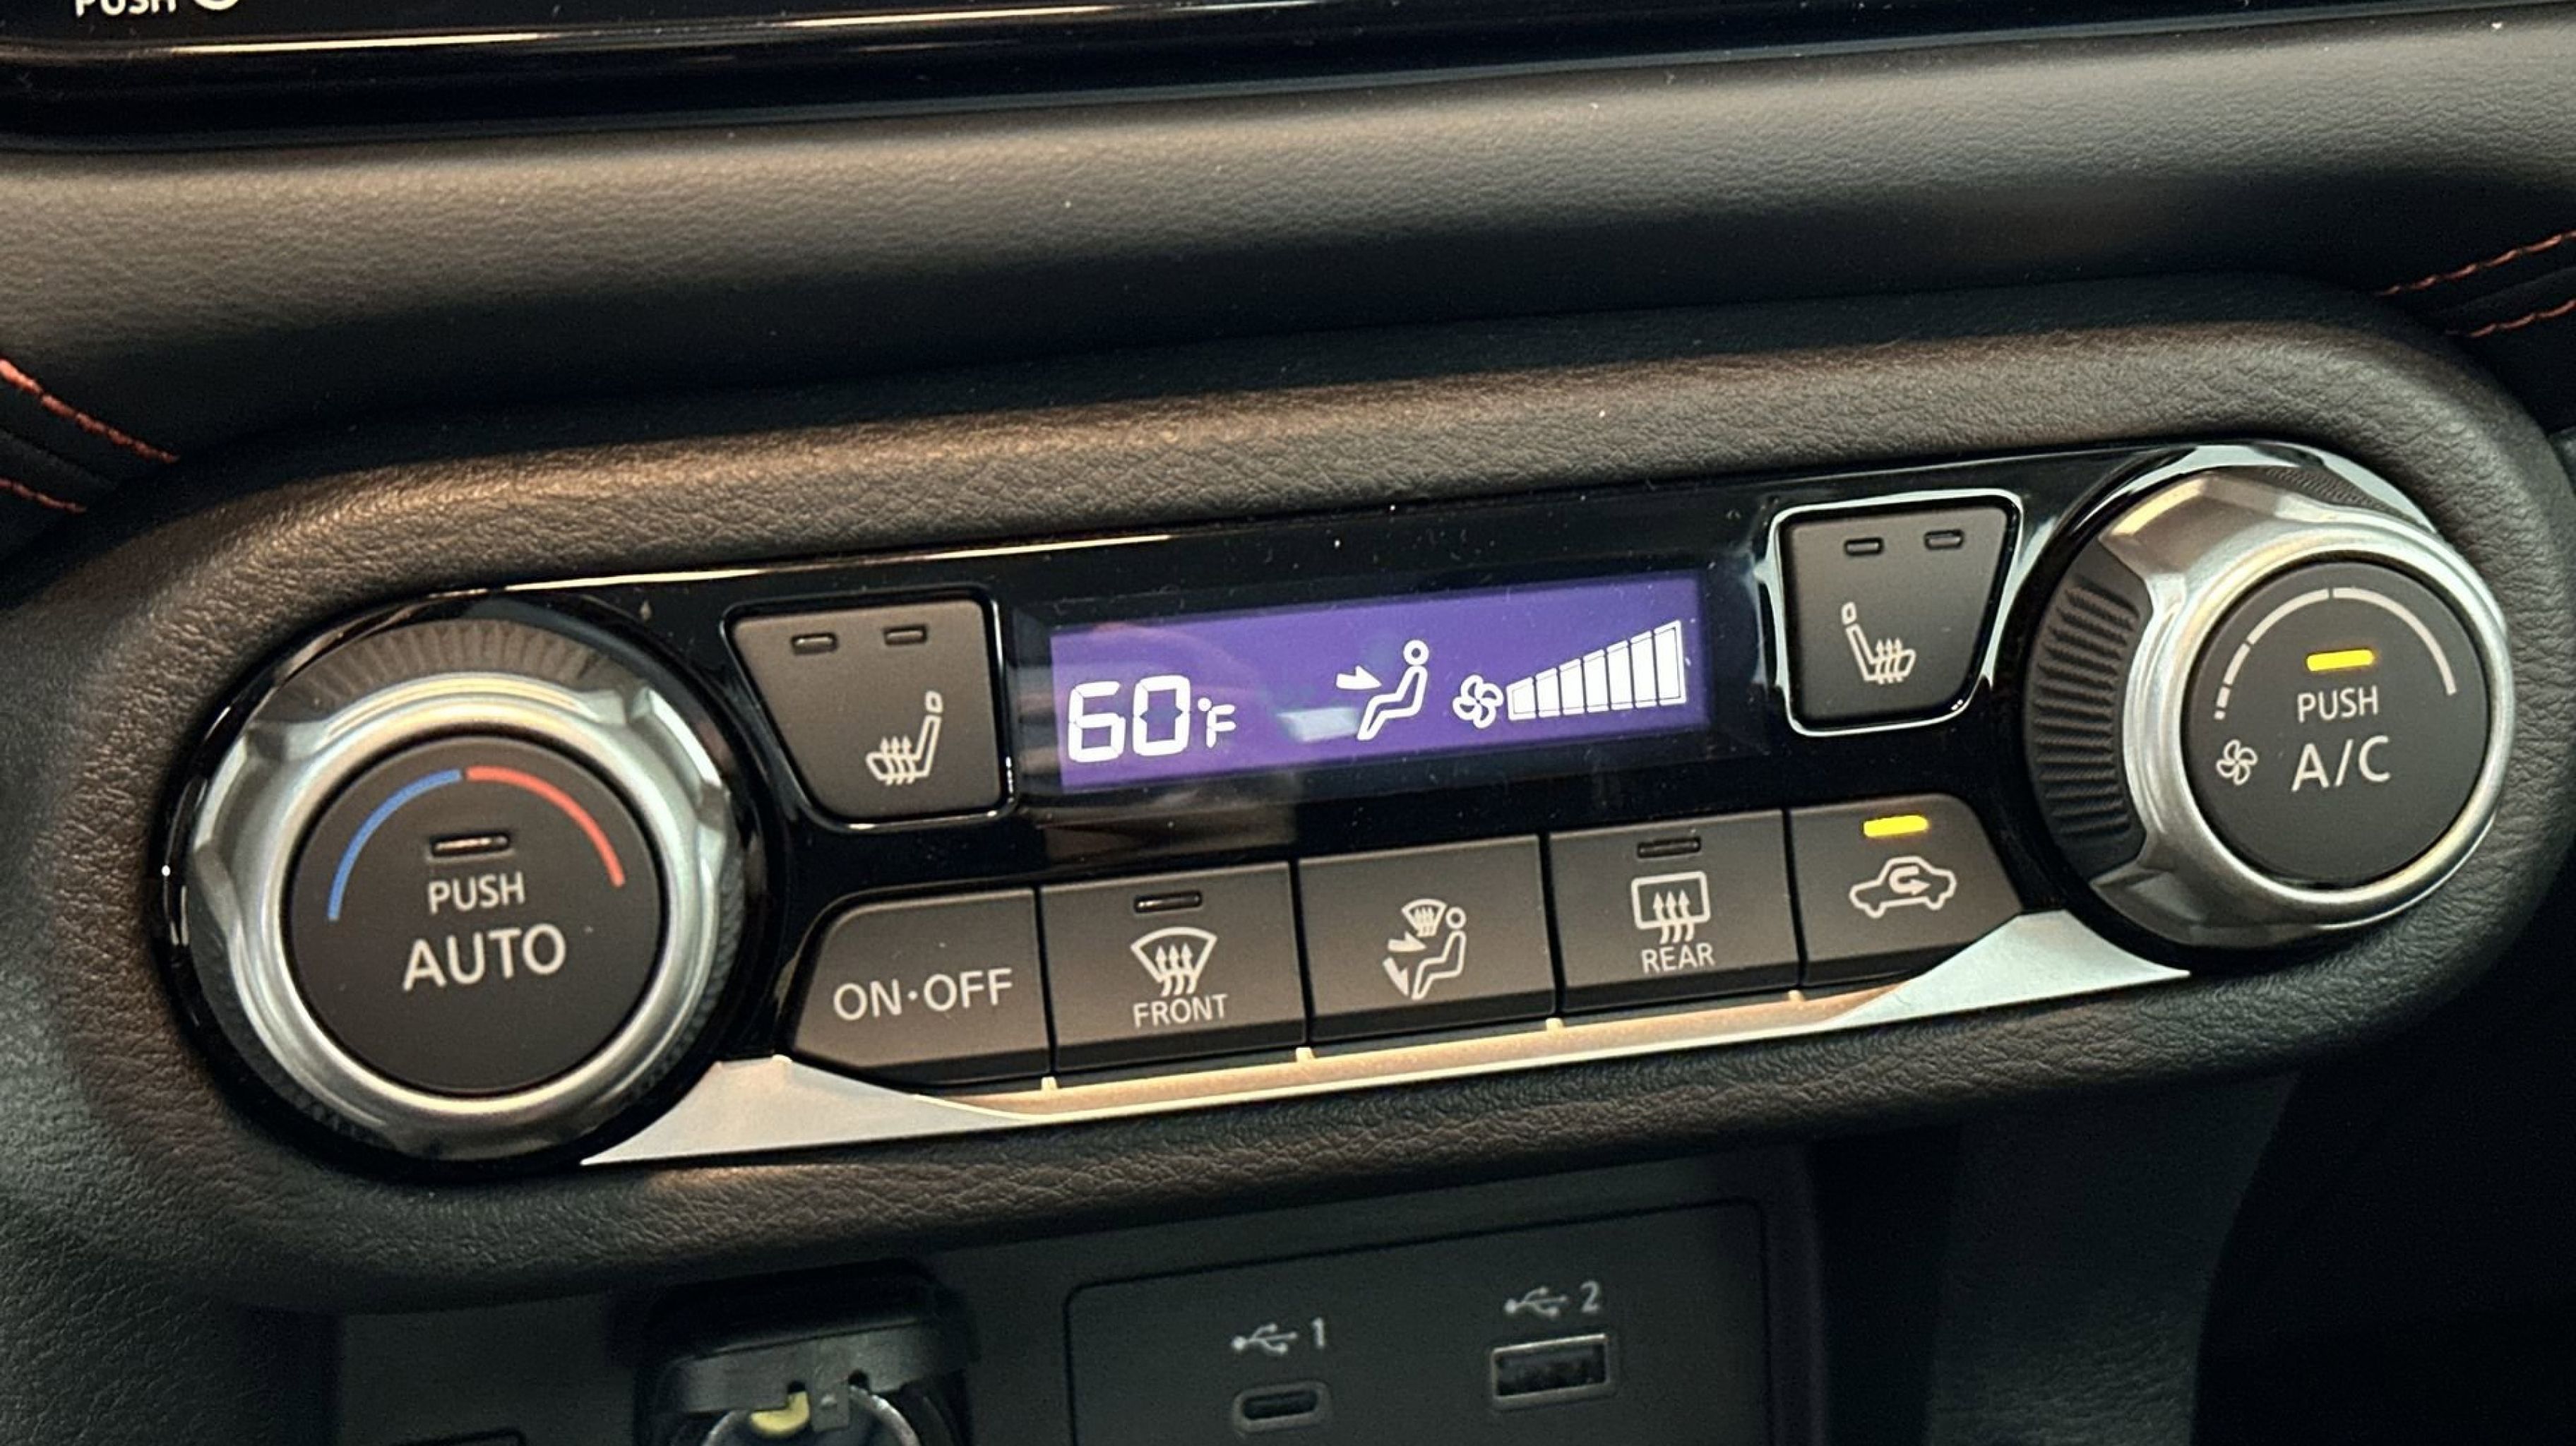 PUSH
60°F
PUSH
A/C
PUSH
AUTO
ON•OFF
FRONT
REAR
1
2